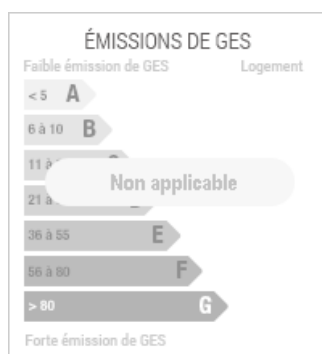 ÉMISSIONS DE GES
Faible émission de GES Logement
< 5 A
6 à 10 B
11 à
Non applicable
21 à
36 à 55 E
56 à 80 F
> 80 G
Forte émission de GES